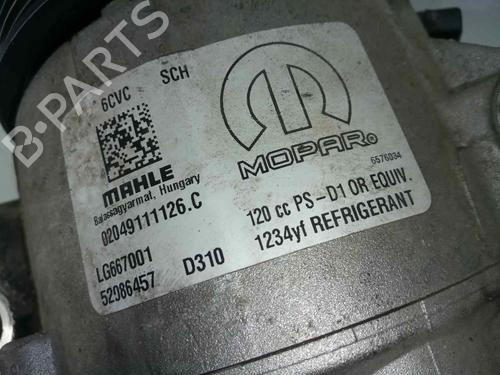 6CVC SCH
MAHLE
Balassagyarmat, Hungary
02049111126.C
LG667001
52086457 D310
MOPAR®
6576094
120 cc PS-D1 OR EQUIV.
1234yf REFRIGERANT
B-PARTS